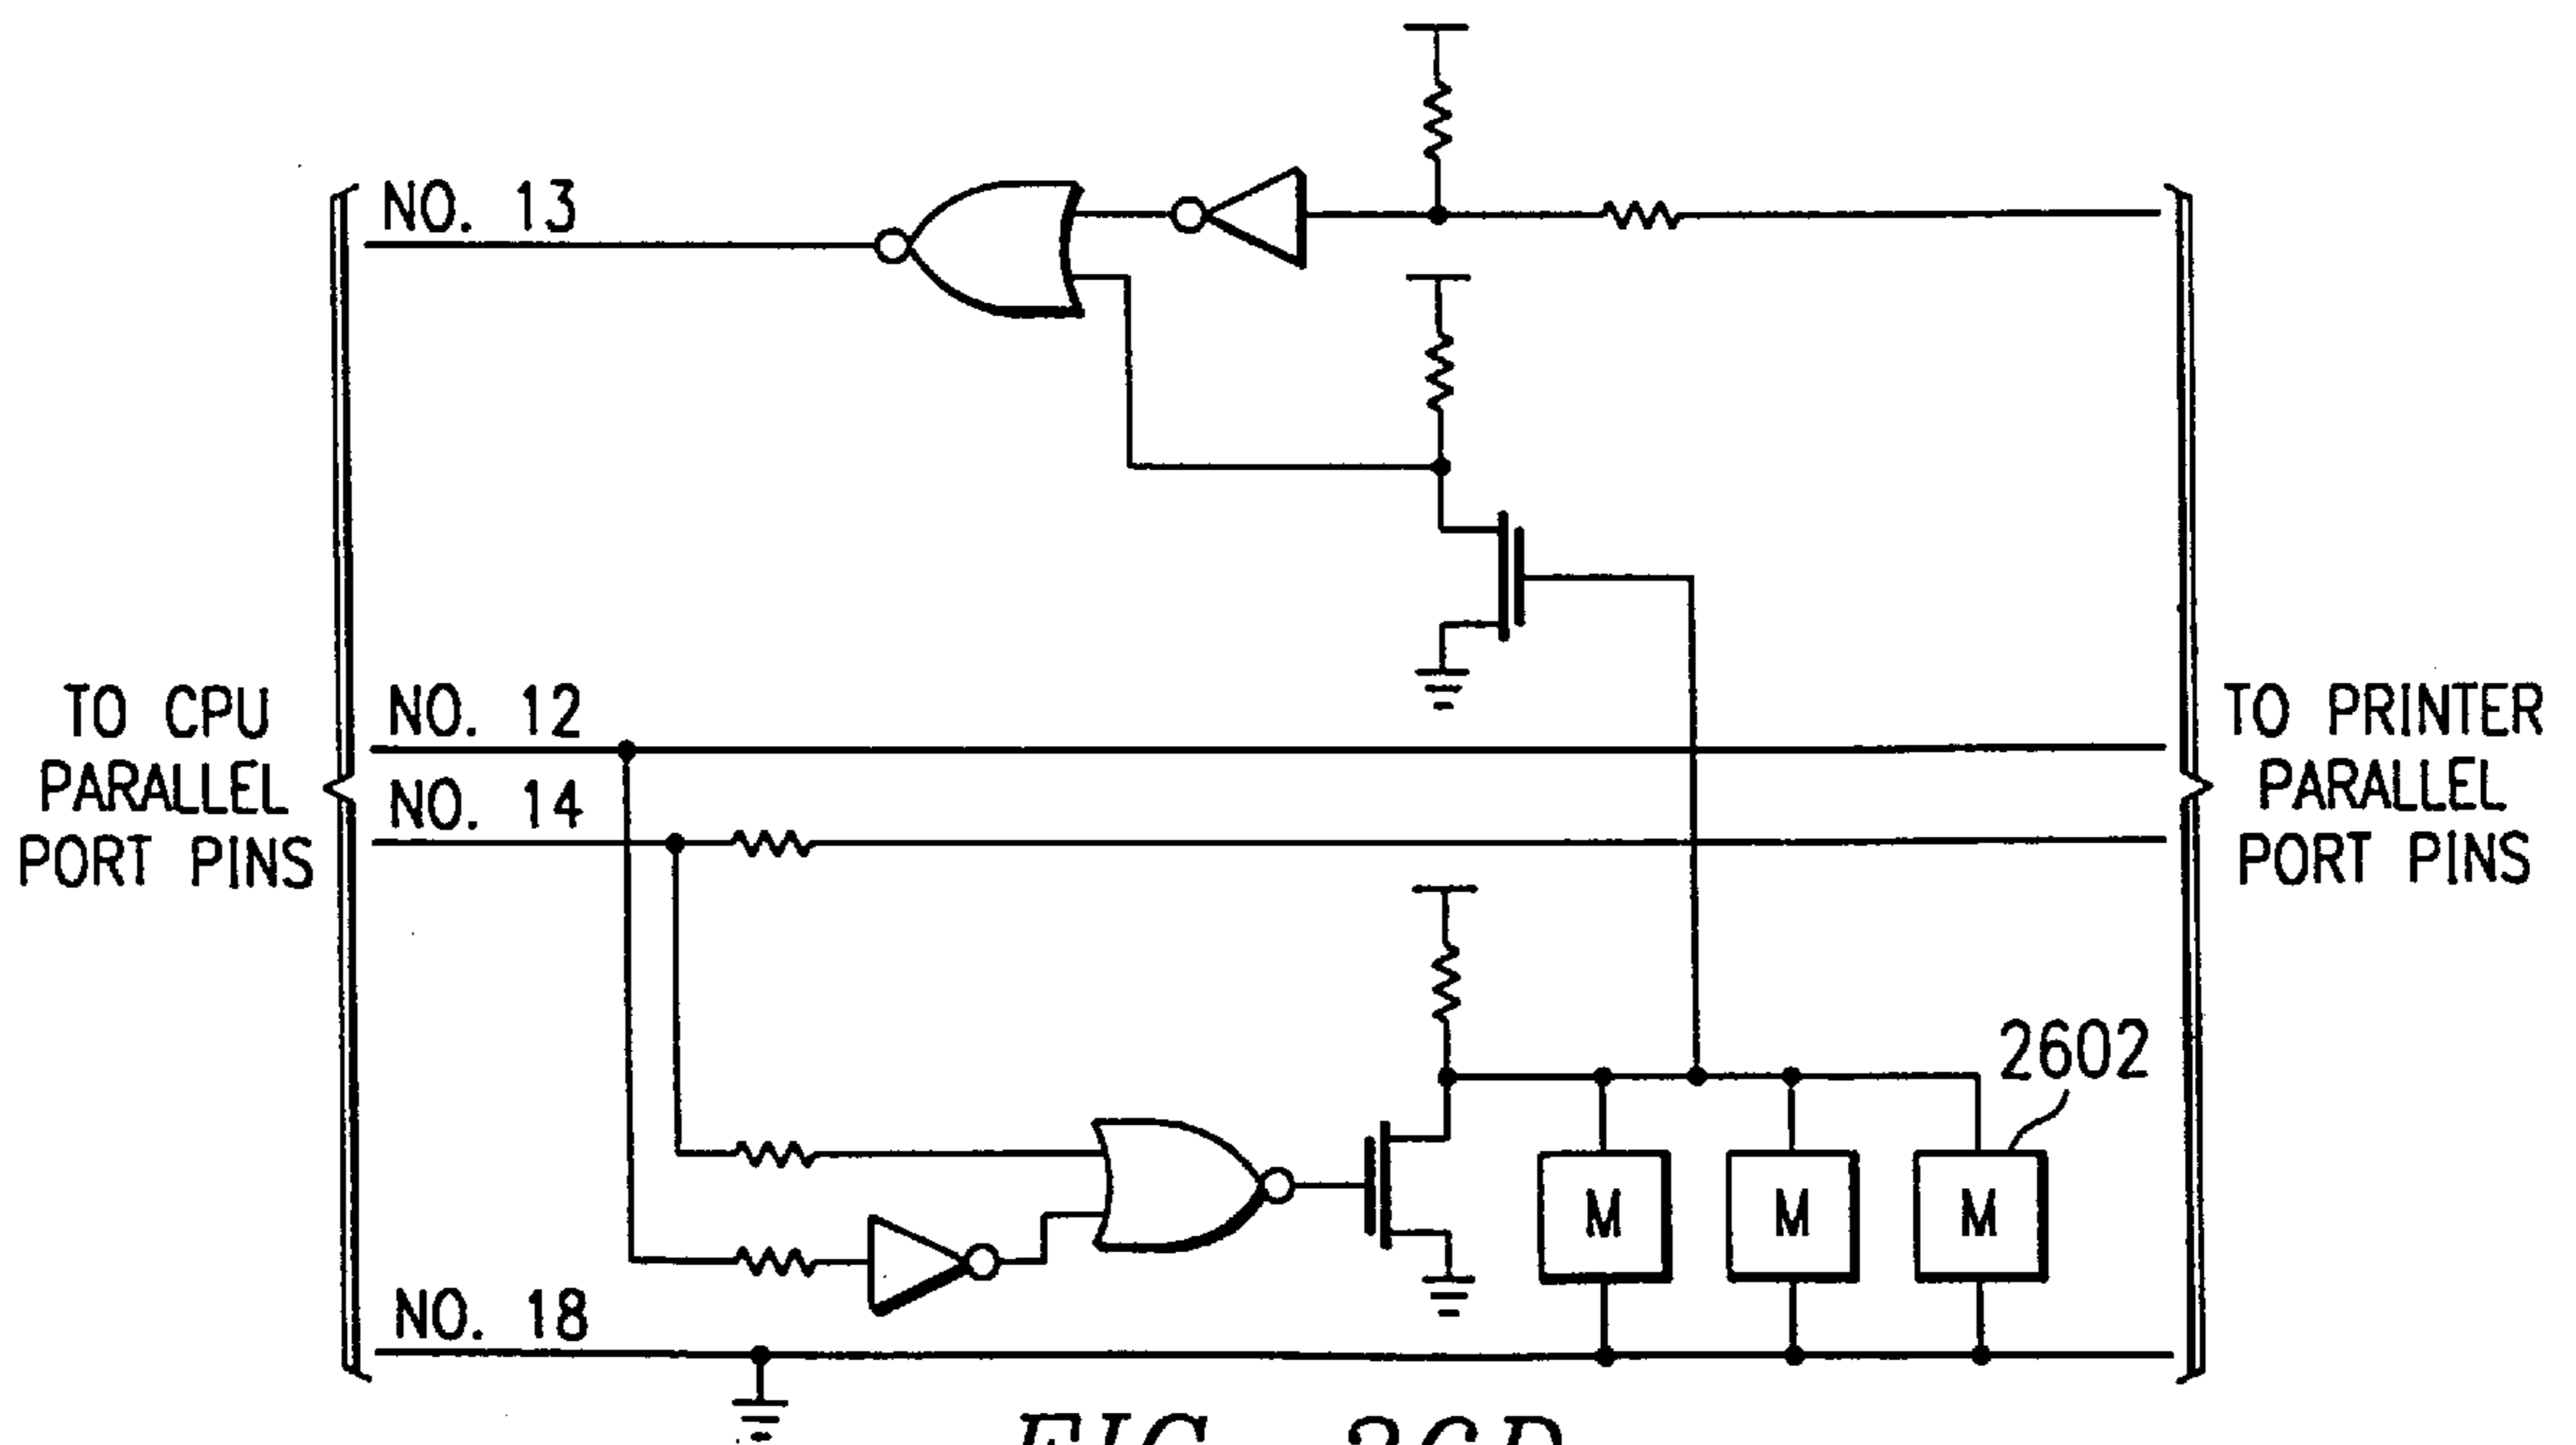 NO. 13
NO. 12
TO CPU
PARALLEL
PORT PINS
NO. 14
TO PRINTER
PARALLEL
PORT PINS
2602
M
M
M
NO. 18